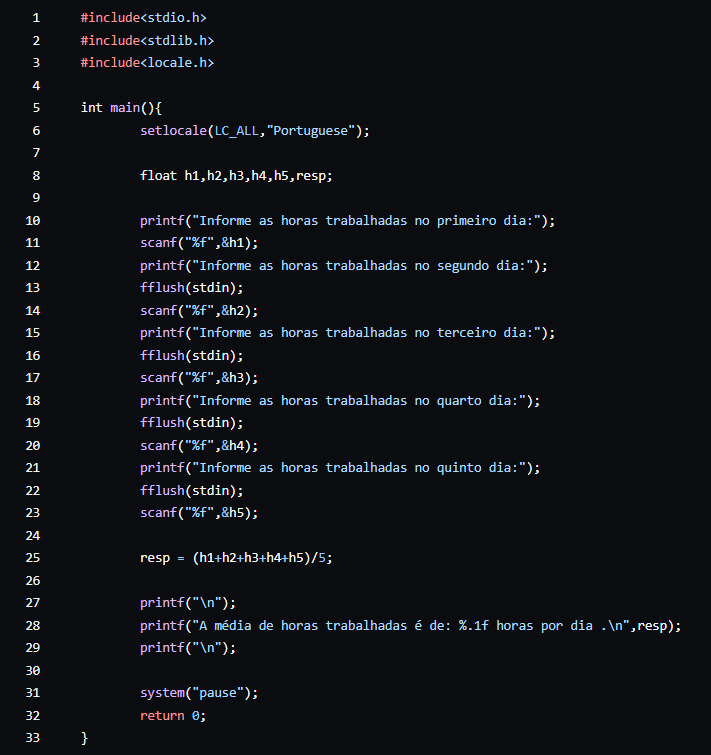 1 #include<stdio.h>
2 #include<stdlib.h>
3 #include<locale.h>
4
5 int main(){
6 setlocale(LC_ALL,"Portuguese");
7
8 float h1,h2,h3,h4,h5,resp;
9
10 printf("Informe as horas trabalhadas no primeiro dia:");
11 scanf("%f",&h1);
12 printf("Informe as horas trabalhadas no segundo dia:");
13 fflush(stdin);
14 scanf("%f",&h2);
15 printf("Informe as horas trabalhadas no terceiro dia:");
16 fflush(stdin);
17 scanf("%f",&h3);
18 printf("Informe as horas trabalhadas no quarto dia:");
19 fflush(stdin);
20 scanf("%f",&h4);
21 printf("Informe as horas trabalhadas no quinto dia:");
22 fflush(stdin);
23 scanf("%f",&h5);
24
25 resp = (h1+h2+h3+h4+h5)/5;
26
27 printf("\n");
28 printf("A média de horas trabalhadas é de: %.1f horas por dia .\n",resp);
29 printf("\n");
30
31 system("pause");
32 return 0;
33 }